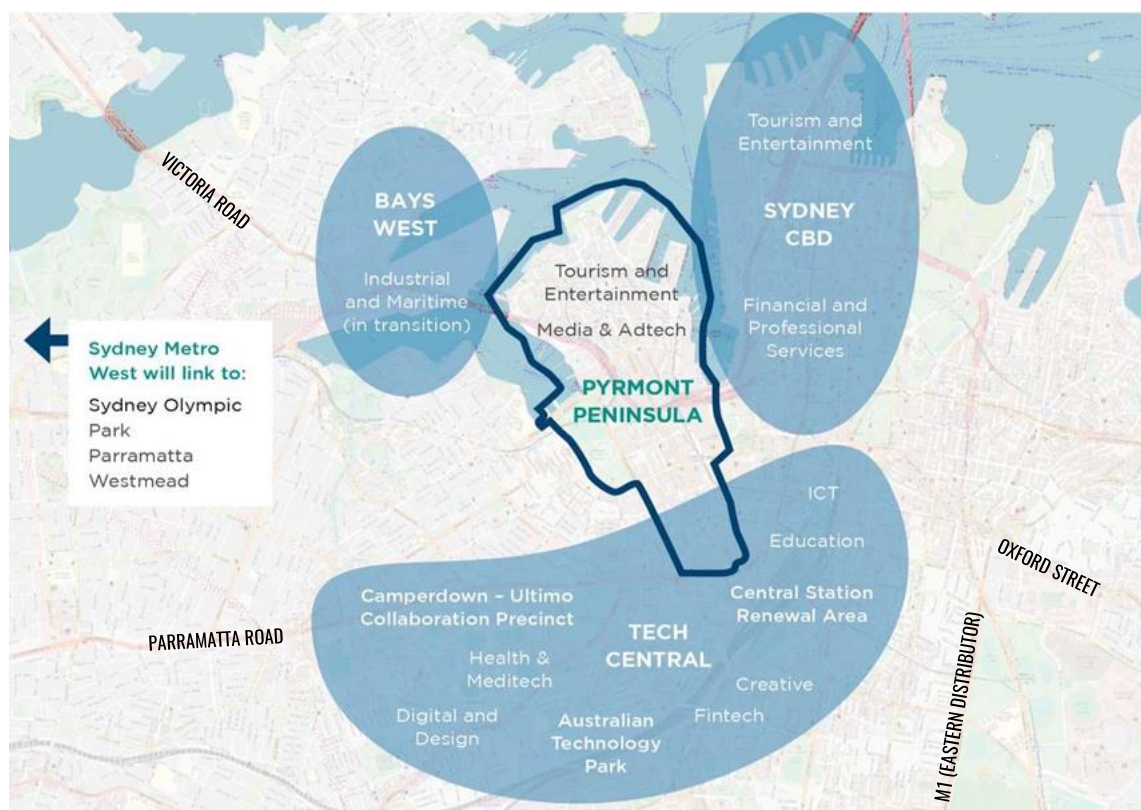 VICTORIA ROAD
BAYS
WEST
Industrial
and Maritime
(in transition)
Tourism and
Entertainment
SYDNEY
CBD
Financial and
Professional
Services
Tourism and
Entertainment
Media & Adtech
PYRMONT
PENINSULA
Sydney Metro
West will link to:
Sydney Olympic
Park
Parramatta
Westmead
ICT
Education
Central Station
Renewal Area
Camperdown – Ultimo
Collaboration Precinct
TECH
CENTRAL
Health &
Meditech
Creative
Fintech
Digital and
Design
Australian
Technology
Park
PARRAMATTA ROAD
OXFORD STREET
M1 (EASTERN DISTRIBUTOR)